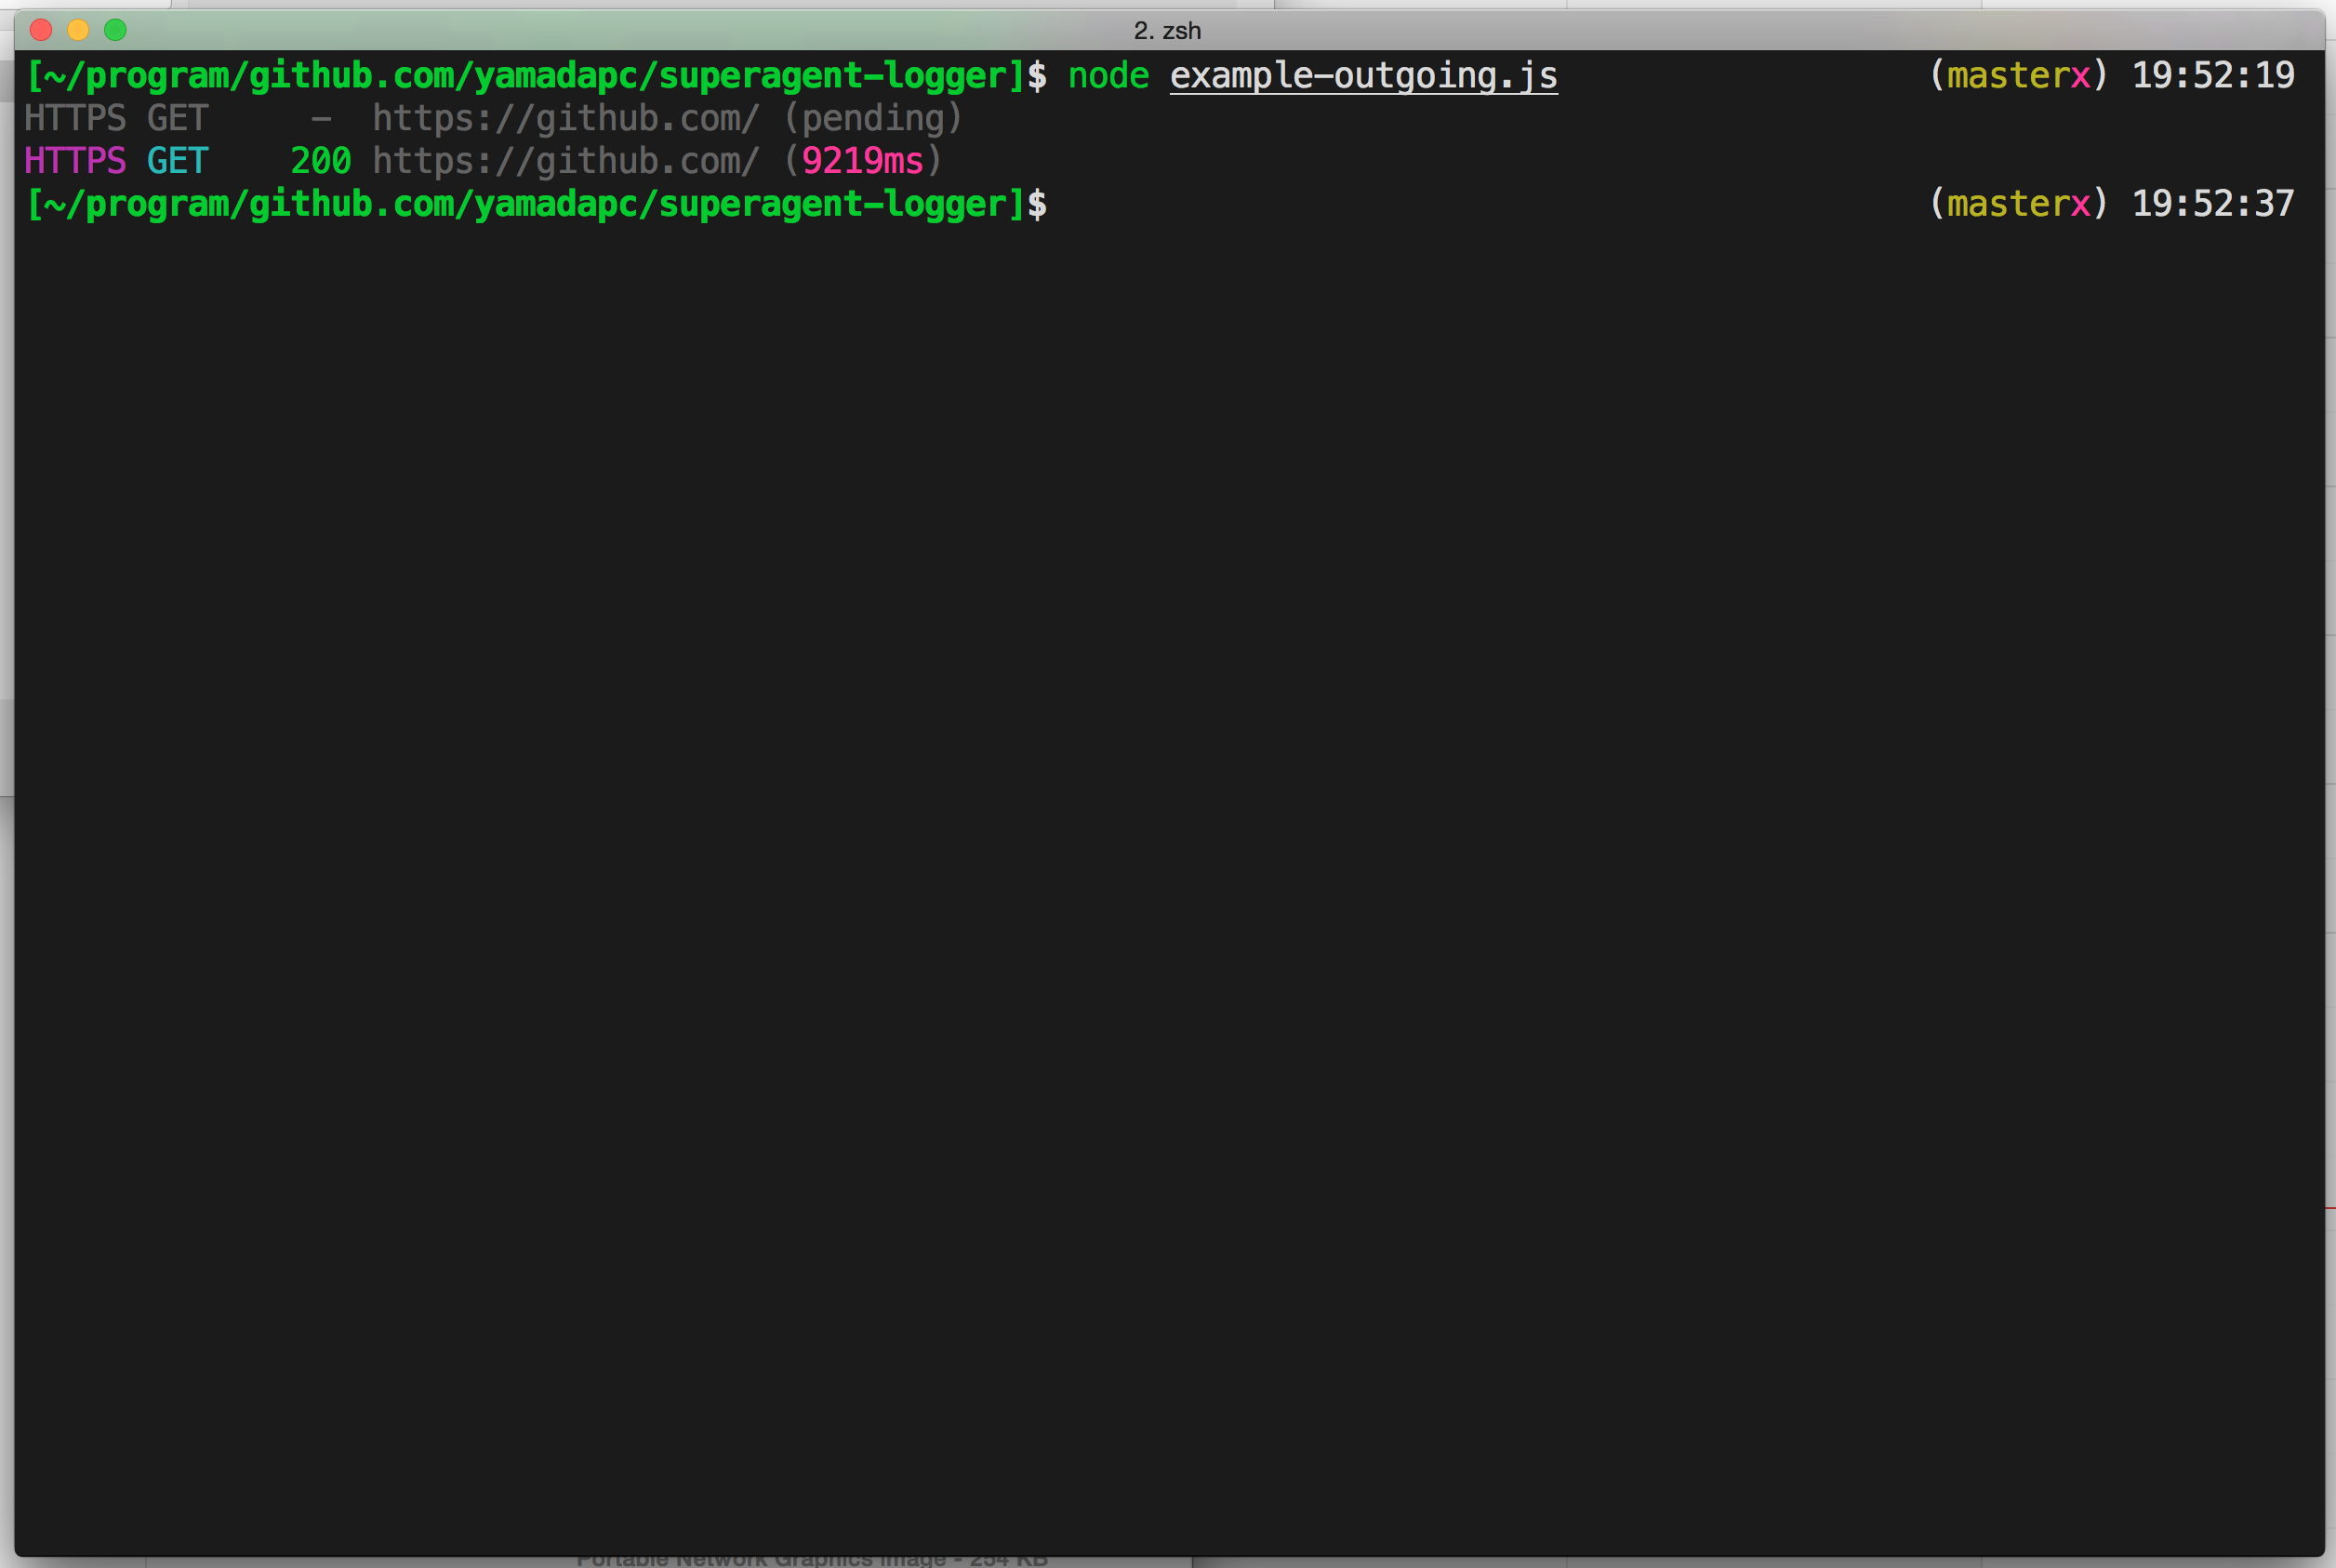 2. zsh
[~/program/github.com/yamadapc/superagent-logger]$ node example-outgoing.js (masterx) 19:52:19
HTTPS GET     -  https://github.com/ (pending)
HTTPS GET    200 https://github.com/ (9219ms)
[~/program/github.com/yamadapc/superagent-logger]$ (masterx) 19:52:37
Portable Network Graphics image - 254 KB